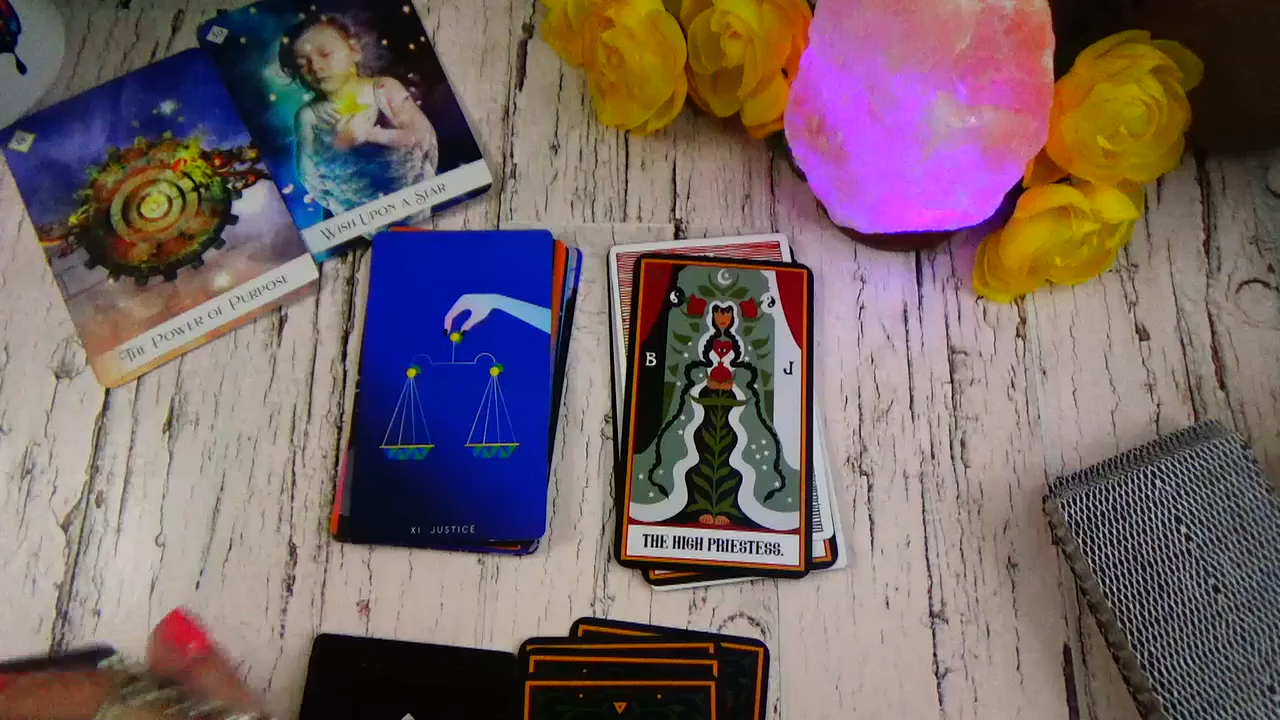 WISH UPON A STAR
THE POWER OF PURPOSE
B
J
XI JUSTICE
THE HIGH PRIESTESS.